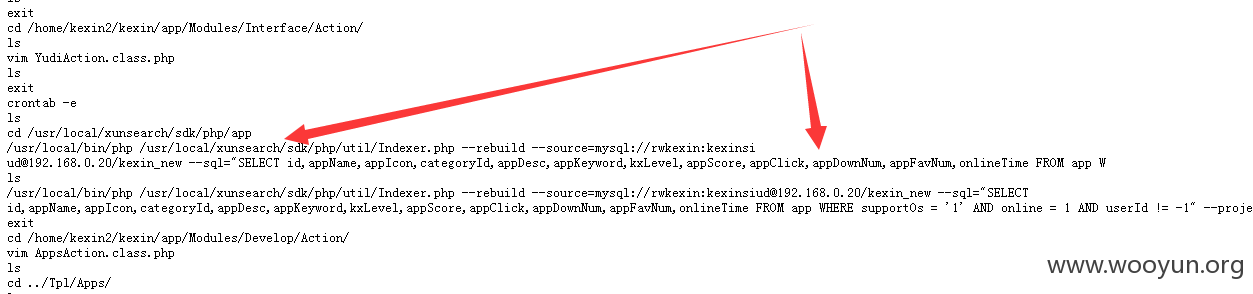 exit
cd /home/kexin2/kexin/app/Modules/Interface/Action/
ls
vim YudiAction.class.php
ls
exit
crontab -e
ls
cd /usr/local/xunsearch/sdk/php/app
/usr/local/bin/php /usr/local/xunsearch/sdk/php/util/Indexer.php --rebuild --source=mysql://rwkexin:kexinsi
ud@192.168.0.20/kexin_new --sql="SELECT id,appName,appIcon,categoryId,appDesc,appKeyword,kxLevel,appScore,appClick,appDownNum,appFavNum,onlineTime FROM app W
ls
/usr/local/bin/php /usr/local/xunsearch/sdk/php/util/Indexer.php --rebuild --source=mysql://rwkexin:kexinsiud@192.168.0.20/kexin_new --sql="SELECT
id,appName,appIcon,categoryId,appDesc,appKeyword,kxLevel,appScore,appClick,appDownNum,appFavNum,onlineTime FROM app WHERE supportOs = '1' AND online = 1 AND userId != -1" --proje
exit
cd /home/kexin2/kexin/app/Modules/Develop/Action/
vim AppsAction.class.php
ls
cd ../Tpl/Apps/
www.wooyun.org